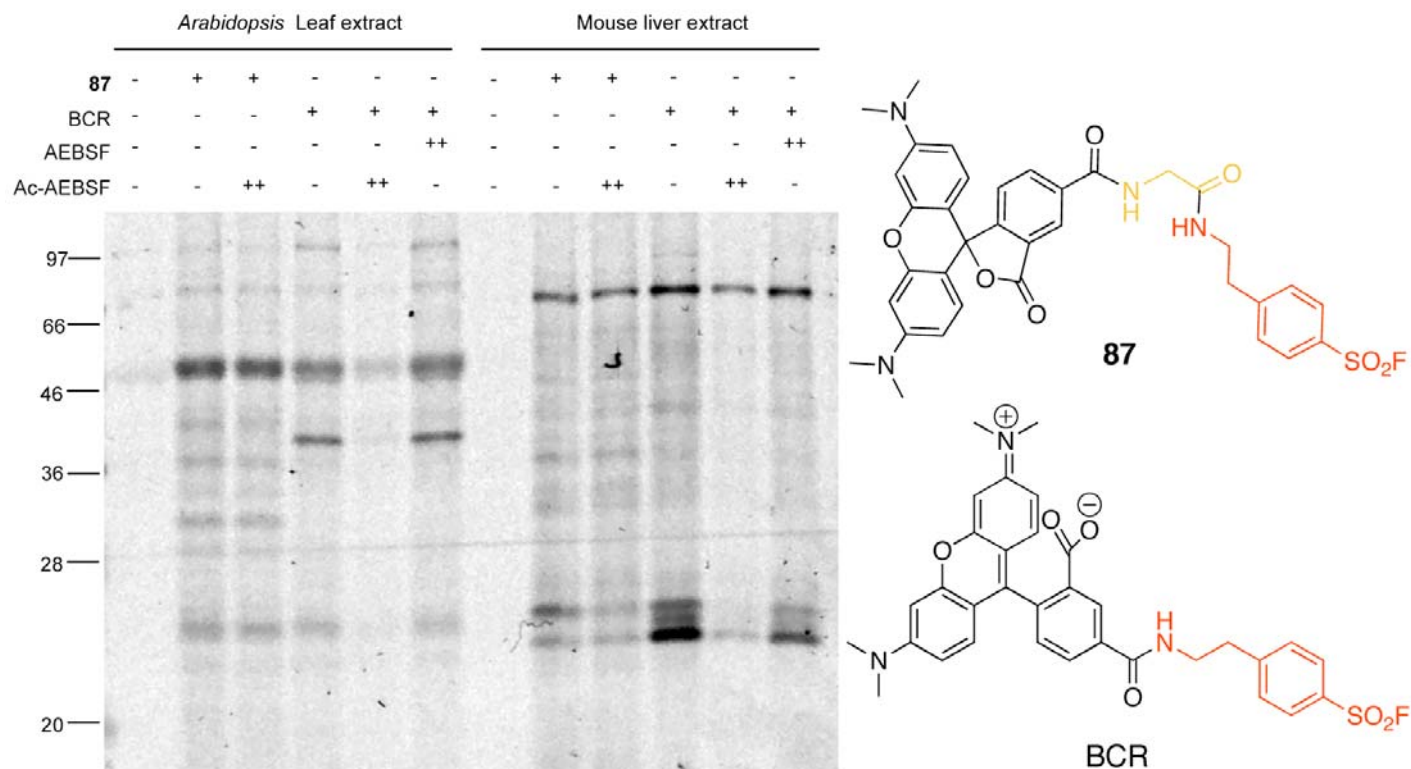 Arabidopsis Leaf extract Mouse liver extract
87 - + + - - - - + + - - -
BCR - - - + + + - - - + + +
AEBSF - - - - - ++ - - - - - ++
Ac-AEBSF - - ++ - ++ - - - ++ - ++ -
97
66
46
36
28
20
N
O
O
N
H
O
HN
O
O
N
SO₂F
87
N
+
O
O
-
O
N
H
N
O
SO₂F
BCR